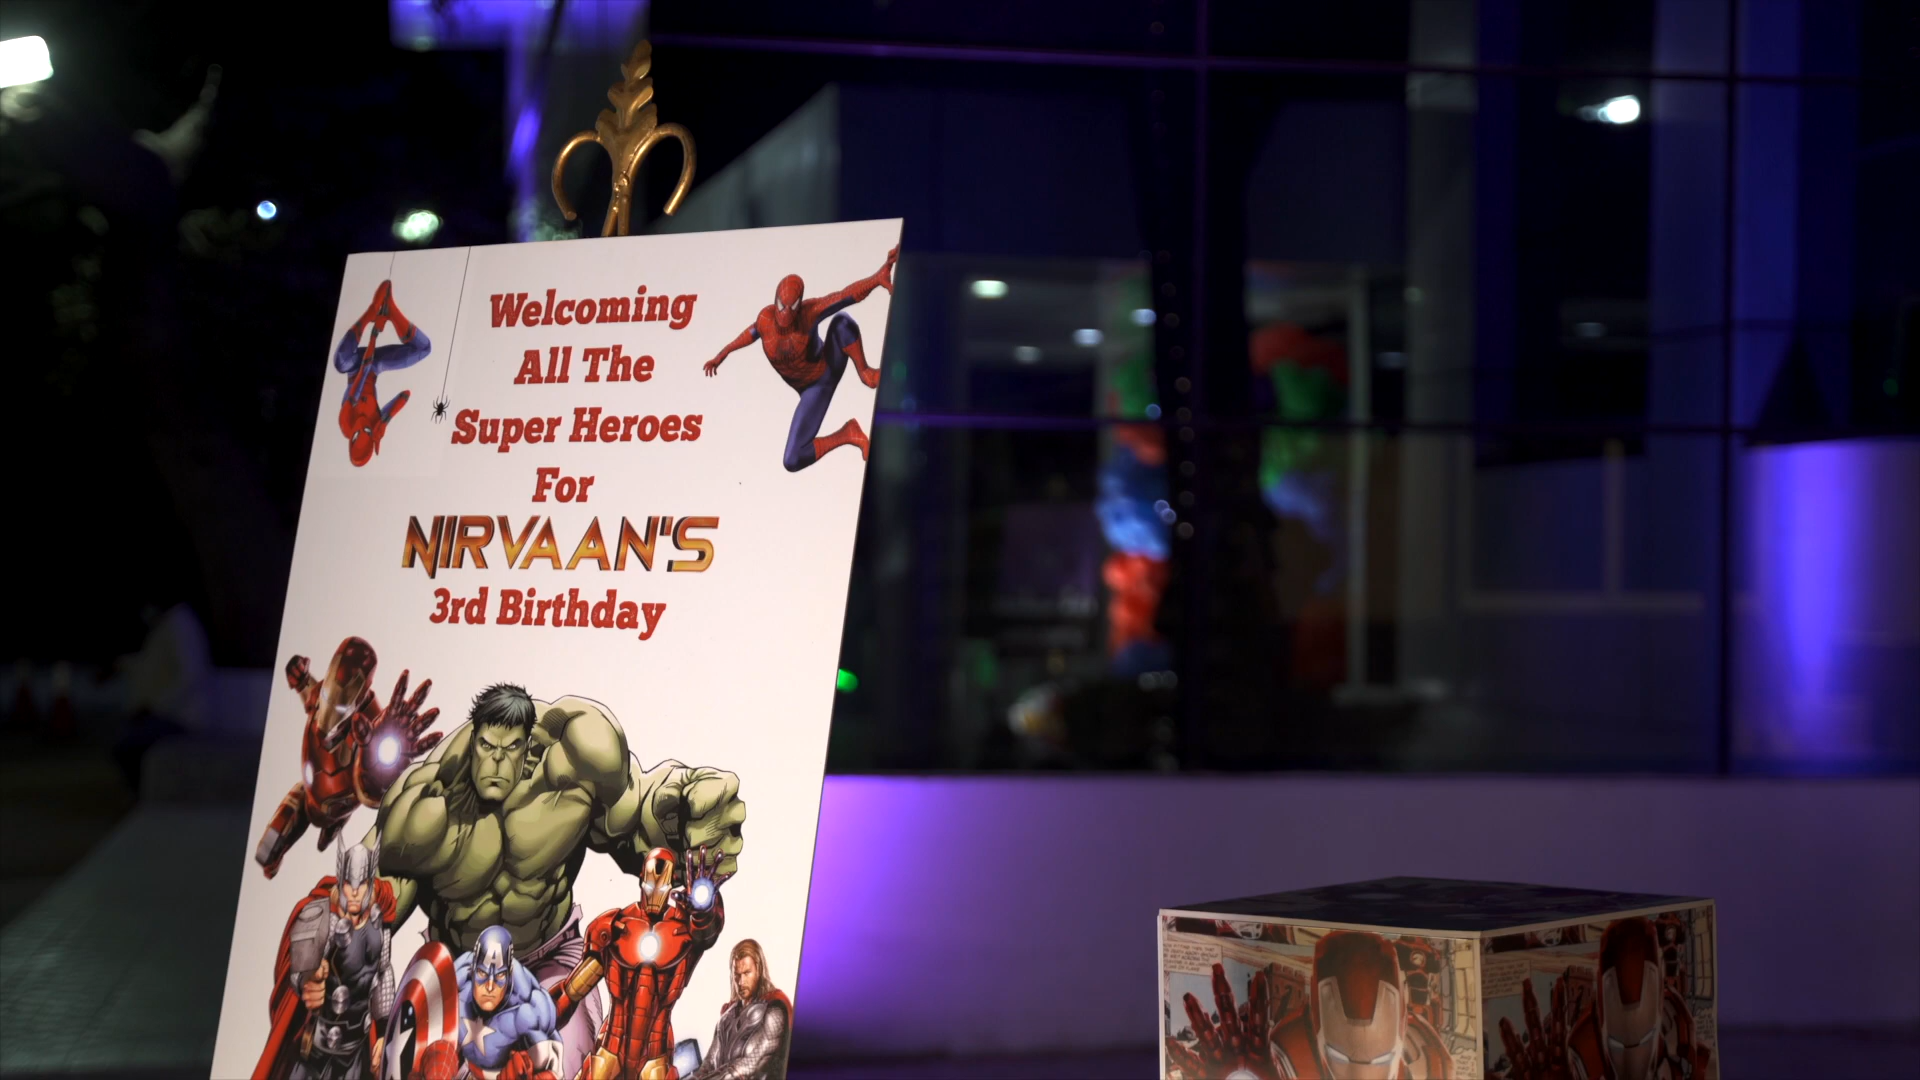 Welcoming
All The
Super Heroes
For
NIRVAAN'S
3rd Birthday